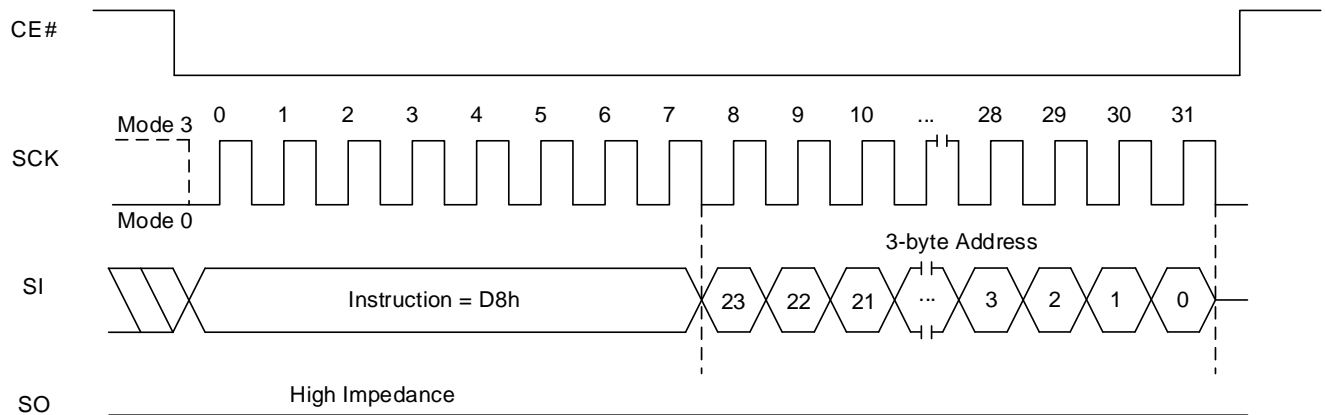 CE#
0 1 2 3 4 5 6 7 8 9 10 ... 28 29 30 31
Mode 3
SCK
Mode 0
3-byte Address
SI
Instruction = D8h 23 22 21 ... 3 2 1 0
High Impedance
SO